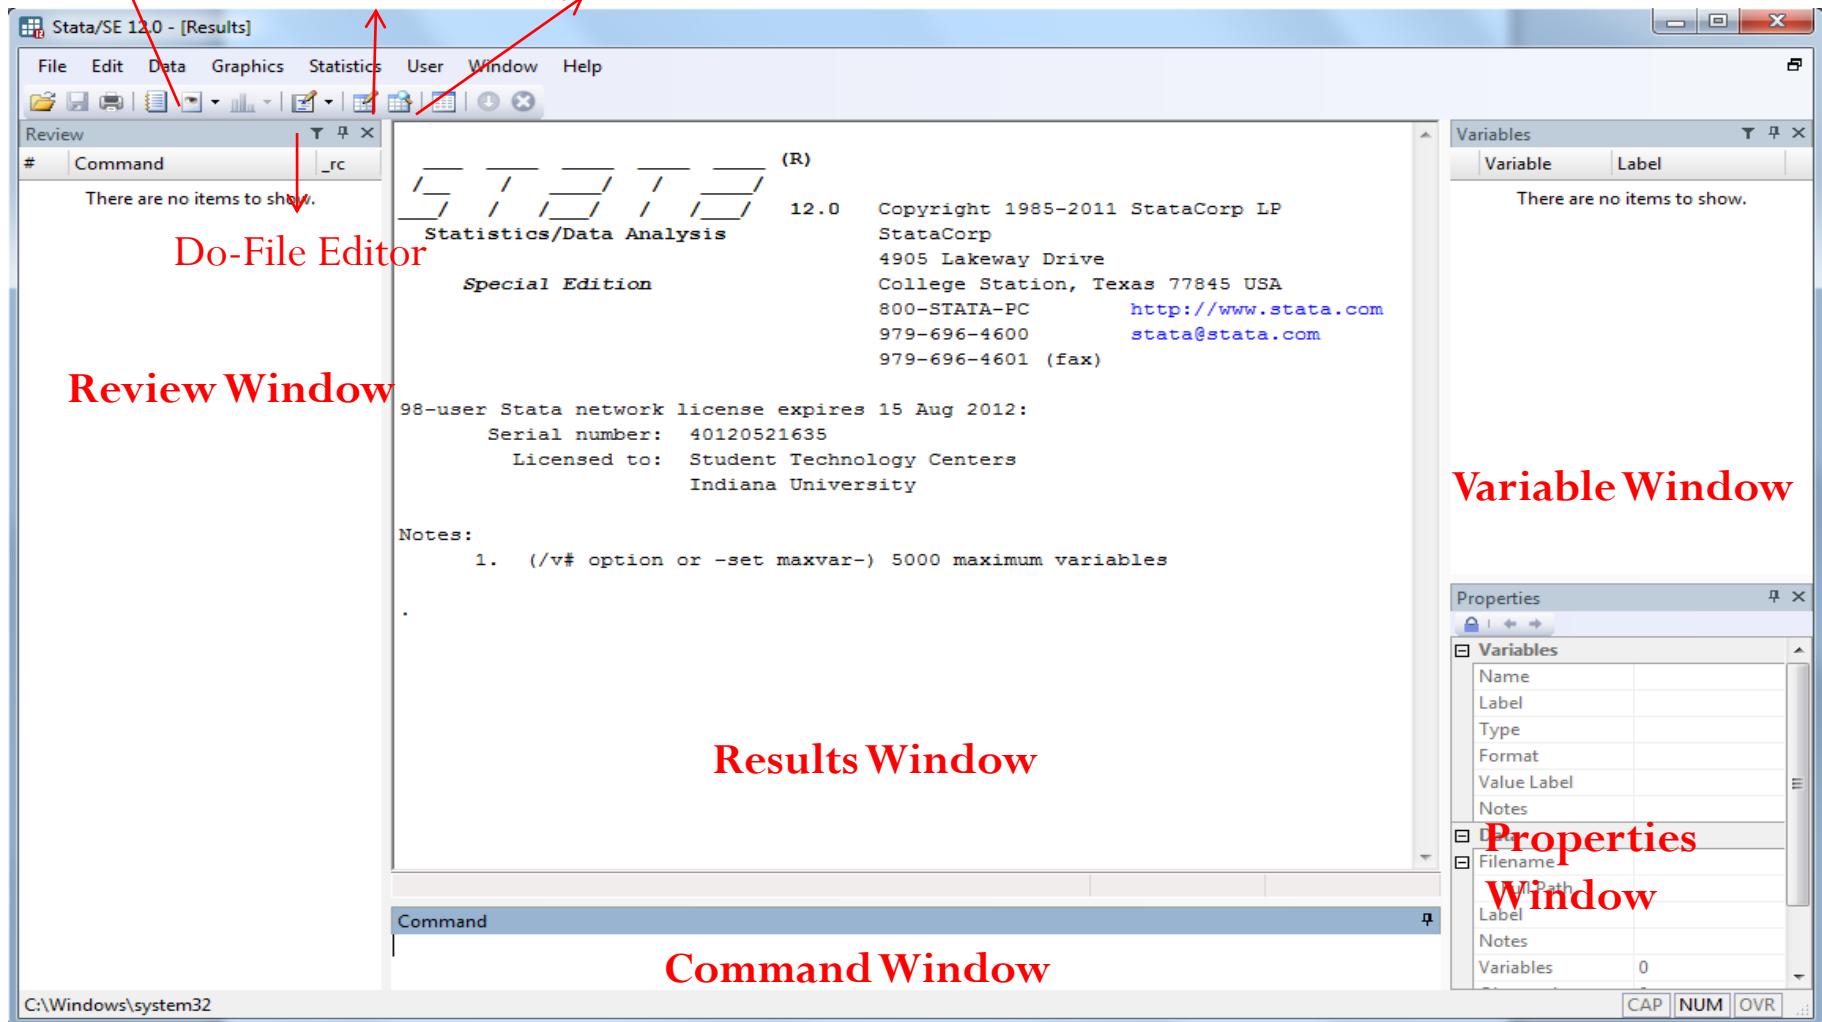 Stata/SE 12.0 - [Results]
File Edit Data Graphics Statistics User Window Help
Review
# Command _rc
There are no items to show.
Do-File Editor
Review Window
(R)
STATA
12.0 Copyright 1985-2011 StataCorp LP
Statistics/Data Analysis StataCorp
4905 Lakeway Drive
Special Edition College Station, Texas 77845 USA
800-STATA-PC http://www.stata.com
979-696-4600 stata@stata.com
979-696-4601 (fax)
98-user Stata network license expires 15 Aug 2012:
Serial number: 40120521635
Licensed to: Student Technology Centers
Indiana University
Notes:
1. (/v# option or -set maxvar-) 5000 maximum variables
.
Results Window
Command
Command Window
Variables
Variable Label
There are no items to show.
Variable Window
Properties
Variables
Name
Label
Type
Format
Value Label
Notes
Data
Properties
Filename
Full Path
Window
Label
Notes
Variables 0
C:\Windows\system32
CAP NUM OVR